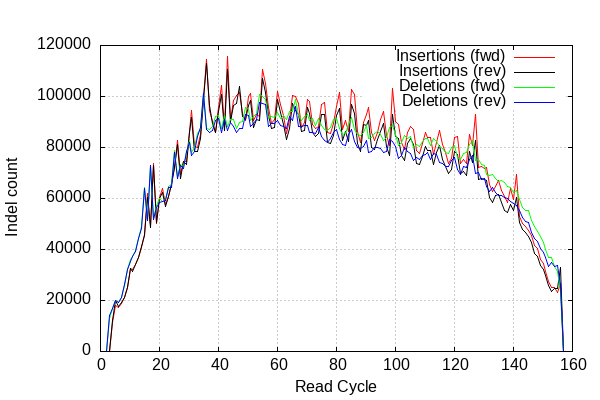 120000
100000
80000
60000
40000
20000
0
Indel count
Insertions (fwd)
Insertions (rev)
Deletions (fwd)
Deletions (rev)
0 20 40 60 80 100 120 140 160
Read Cycle